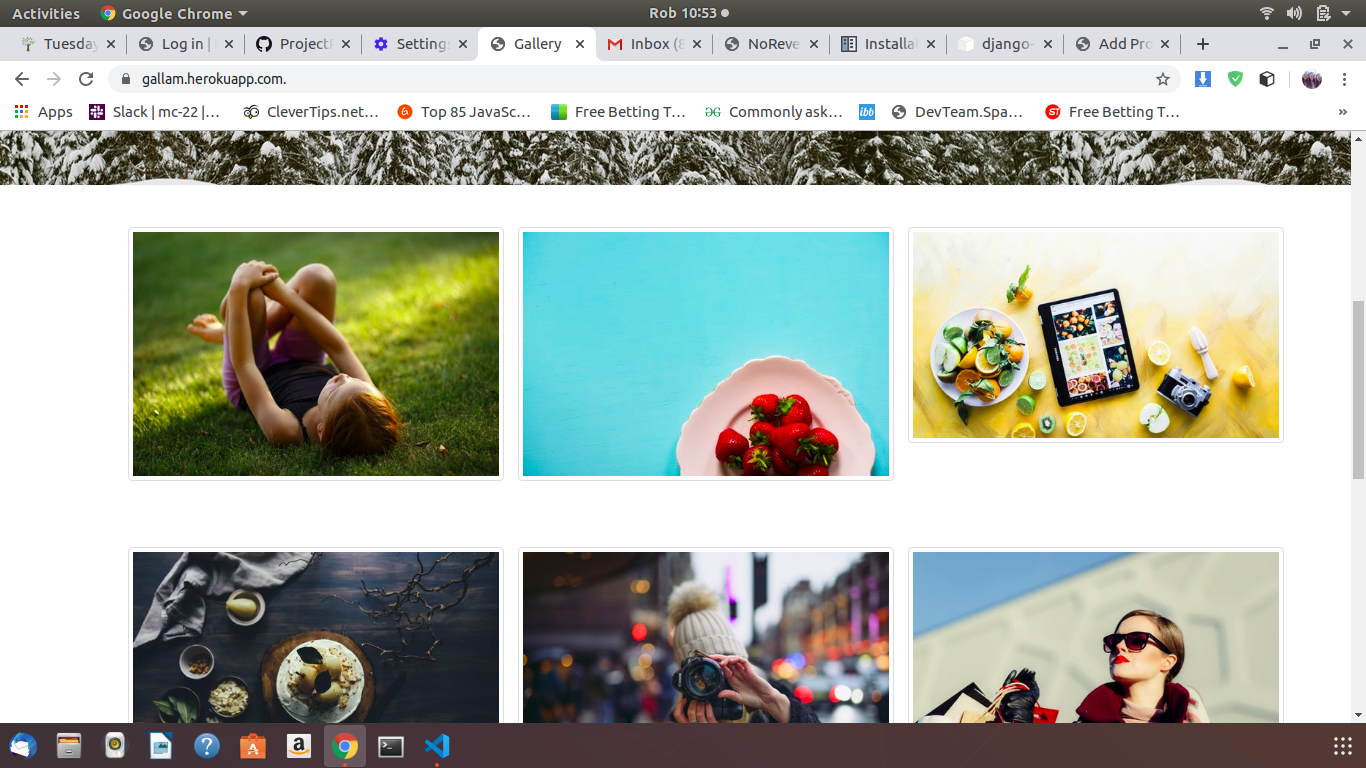 Activities Google Chrome Rob 10:53
Tuesday Log in | Project Setting Gallery Inbox (8 NoReve Installat django- Add Pro
gallam.herokuapp.com.
Apps Slack | mc-22 |... CleverTips.net... Top 85 JavaSc... Free Betting T... Commonly ask... ibb DevTeam.Spa... Free Betting T... »